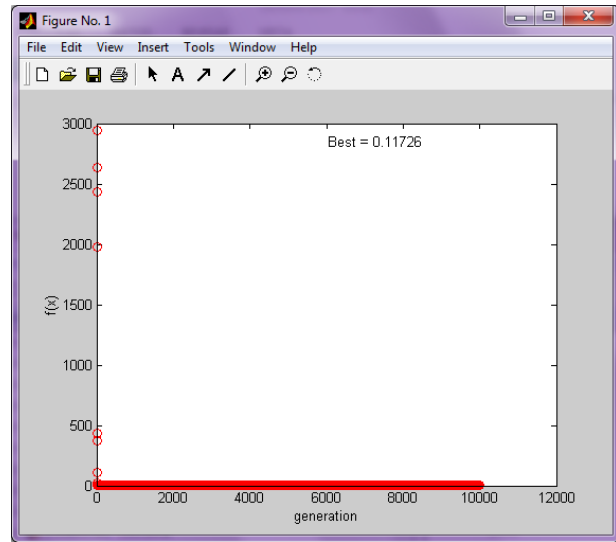 Figure No. 1
File Edit View Insert Tools Window Help
A
3000
Best = 0.11726
2500
2000
f(x)
1500
1000
500
0
0 2000 4000 6000 8000 10000 12000
generation